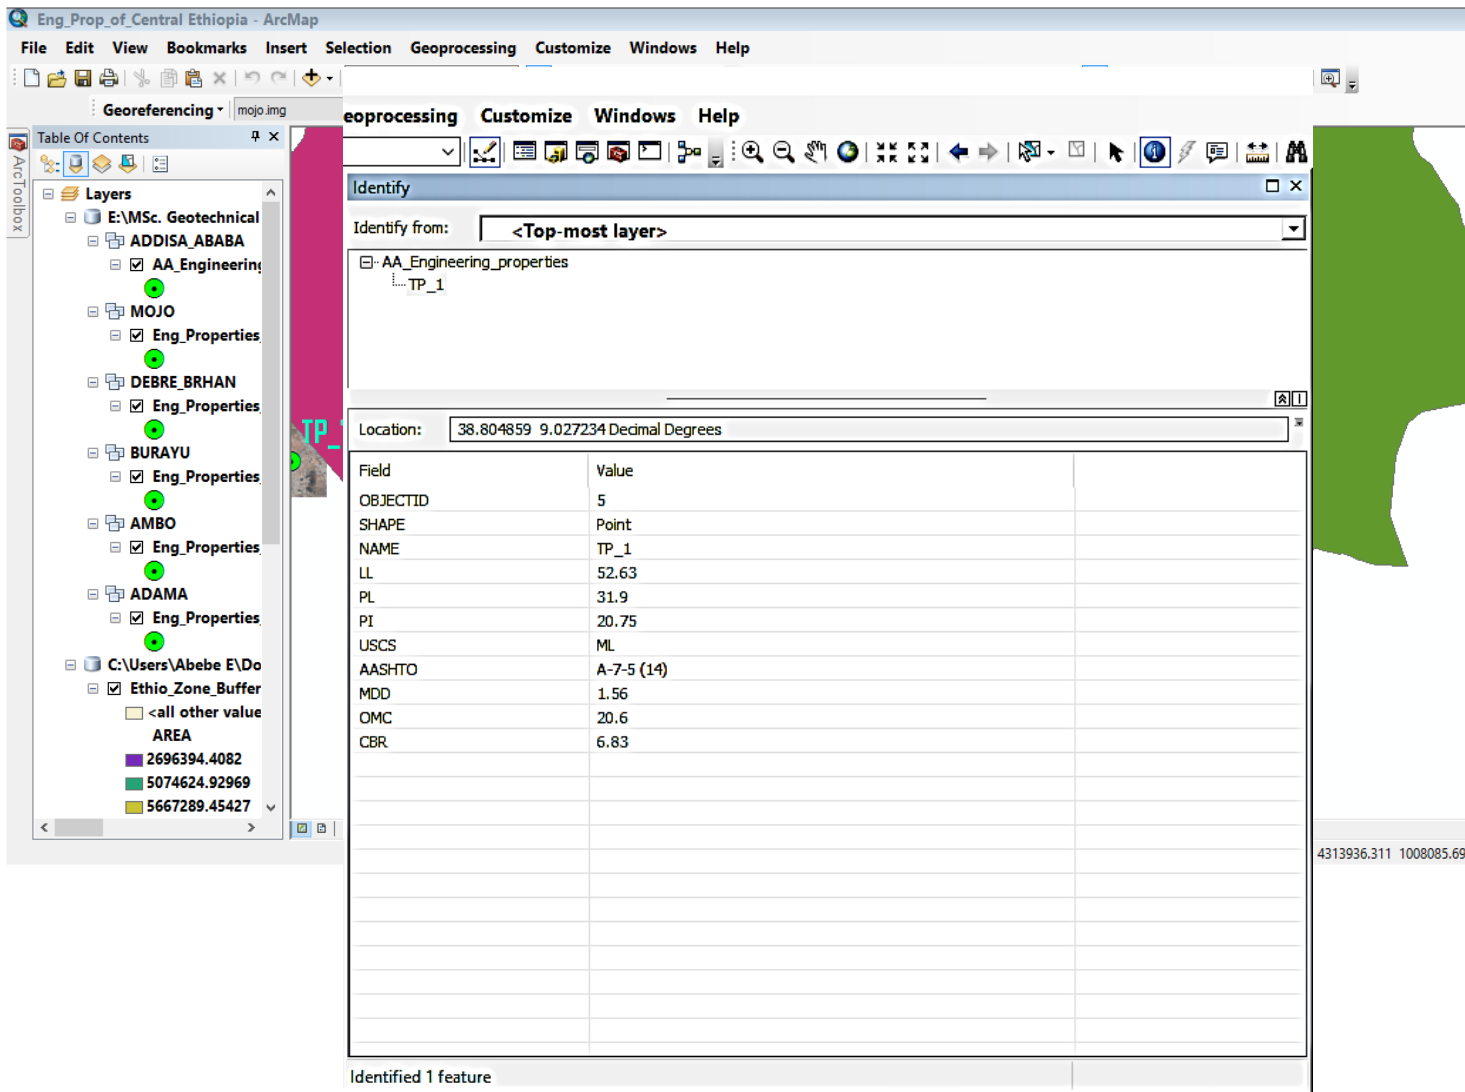 Eng_Prop_of_Central Ethiopia - ArcMap
File Edit View Bookmarks Insert Selection Geoprocessing Customize Windows Help
Georeferencing mojo.img
eoprocessing Customize Windows Help
Table Of Contents
ArcToolbox
Layers
E:\MSc. Geotechnical
ADDISA_ABABA
AA_Engineering
MOJO
Eng_Properties_
DEBRE_BRHAN
Eng_Properties_
BURAYU
Eng_Properties_
AMBO
Eng_Properties_
ADAMA
Eng_Properties_
C:\Users\Abebe E\Do
Ethio_Zone_Buffer
<all other value
AREA
2696394.4082
5074624.92969
5667289.45427
TP_
Identify
Identify from: <Top-most layer>
AA_Engineering_properties
TP_1
Location: 38.804859 9.027234 Decimal Degrees
Field Value
OBJECTID 5
SHAPE Point
NAME TP_1
LL 52.63
PL 31.9
PI 20.75
USCS ML
AASHTO A-7-5 (14)
MDD 1.56
OMC 20.6
CBR 6.83
Identified 1 feature
4313936.311 1008085.69